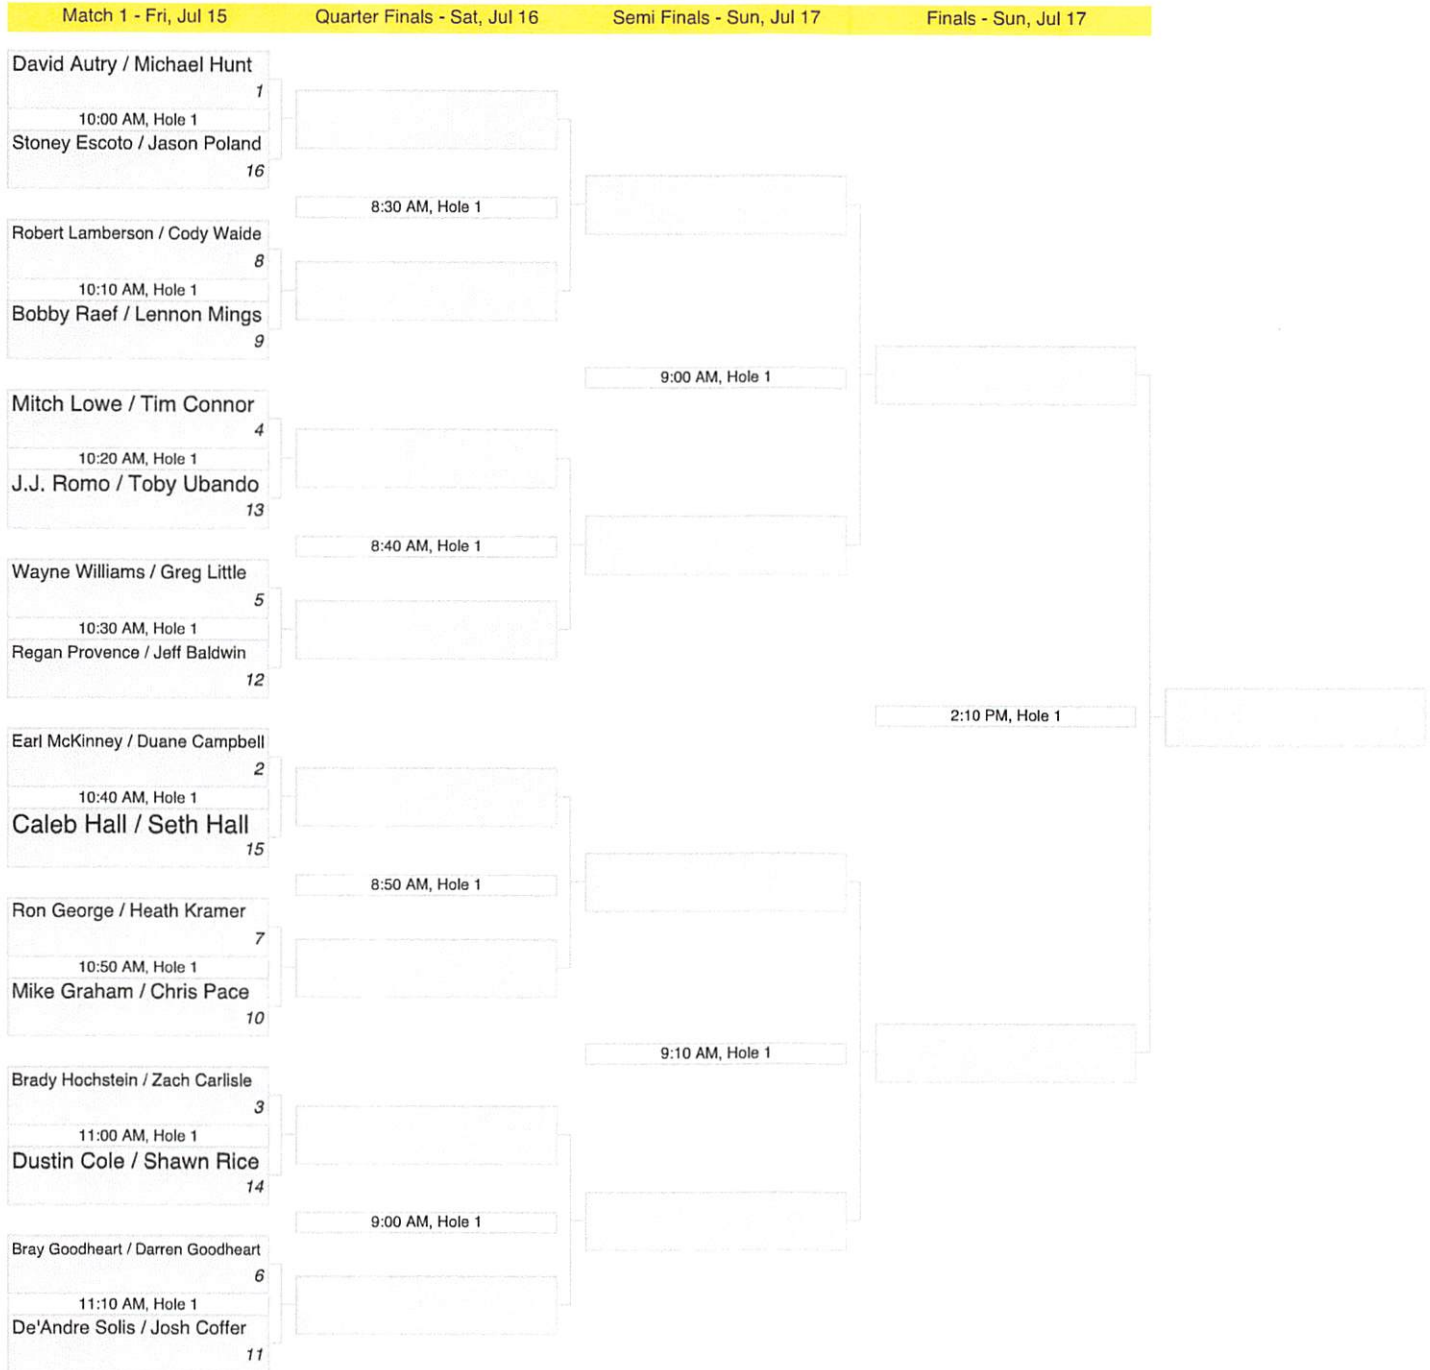 Match 1 - Fri, Jul 15
Quarter Finals - Sat, Jul 16
Semi Finals - Sun, Jul 17
Finals - Sun, Jul 17
David Autry / Michael Hunt
1
10:00 AM, Hole 1
Stoney Escoto / Jason Poland
16
8:30 AM, Hole 1
Robert Lamberson / Cody Waide
8
10:10 AM, Hole 1
Bobby Raef / Lennon Mings
9
9:00 AM, Hole 1
Mitch Lowe / Tim Connor
4
10:20 AM, Hole 1
J.J. Romo / Toby Ubando
13
8:40 AM, Hole 1
Wayne Williams / Greg Little
5
10:30 AM, Hole 1
Regan Provence / Jeff Baldwin
12
2:10 PM, Hole 1
Earl McKinney / Duane Campbell
2
10:40 AM, Hole 1
Caleb Hall / Seth Hall
15
8:50 AM, Hole 1
Ron George / Heath Kramer
7
10:50 AM, Hole 1
Mike Graham / Chris Pace
10
9:10 AM, Hole 1
Brady Hochstein / Zach Carlisle
3
11:00 AM, Hole 1
Dustin Cole / Shawn Rice
14
9:00 AM, Hole 1
Bray Goodheart / Darren Goodheart
6
11:10 AM, Hole 1
De'Andre Solis / Josh Coffer
11